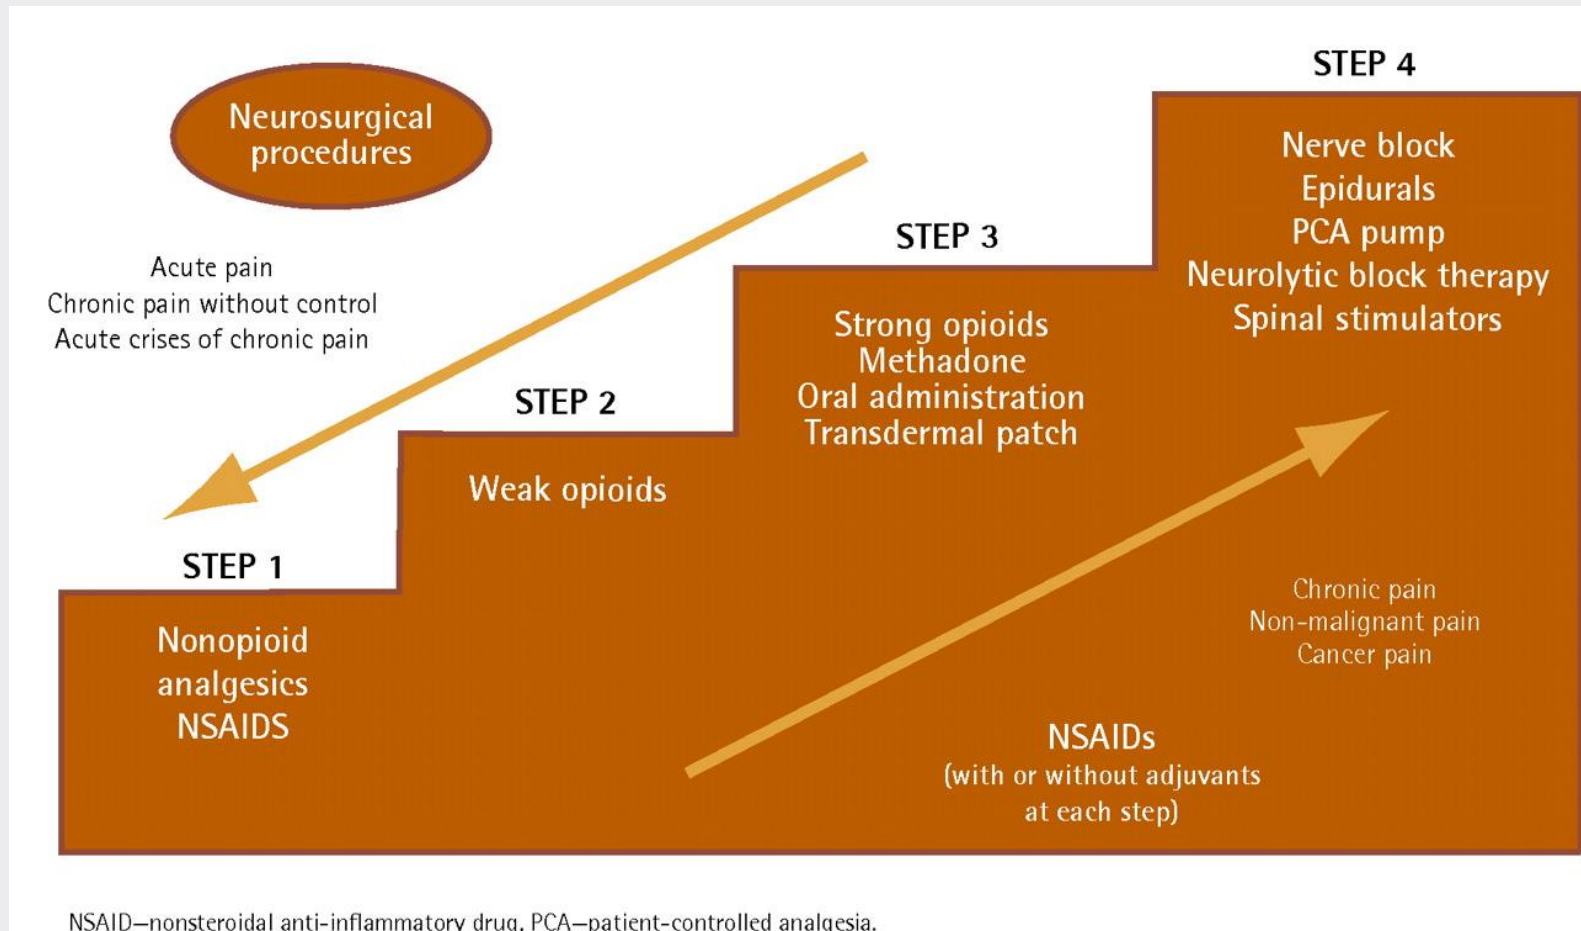 Neurosurgical
procedures
Acute pain
Chronic pain without control
Acute crises of chronic pain
STEP 1
Nonopioid
analgesics
NSAIDS
STEP 2
Weak opioids
STEP 3
Strong opioids
Methadone
Oral administration
Transdermal patch
STEP 4
Nerve block
Epidurals
PCA pump
Neurolytic block therapy
Spinal stimulators
Chronic pain
Non-malignant pain
Cancer pain
NSAIDs
(with or without adjuvants
at each step)
NSAID—nonsteroidal anti-inflammatory drug, PCA—patient-controlled analgesia.